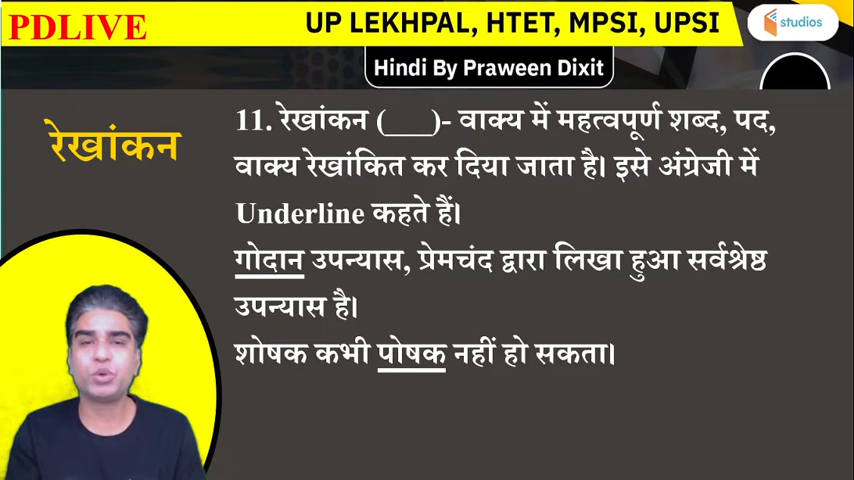 PDLIVE
UP LEKHPAL, HTET, MPSI, UPSI
studios
Hindi By Praween Dixit
रेखांकन
11. रेखांकन (___)- वाक्य में महत्वपूर्ण शब्द, पद,
वाक्य रेखांकित कर दिया जाता है। इसे अंग्रेजी में
Underline कहते हैं।
गोदान उपन्यास, प्रेमचंद द्वारा लिखा हुआ सर्वश्रेष्ठ
उपन्यास है।
शोषक कभी पोषक नहीं हो सकता।